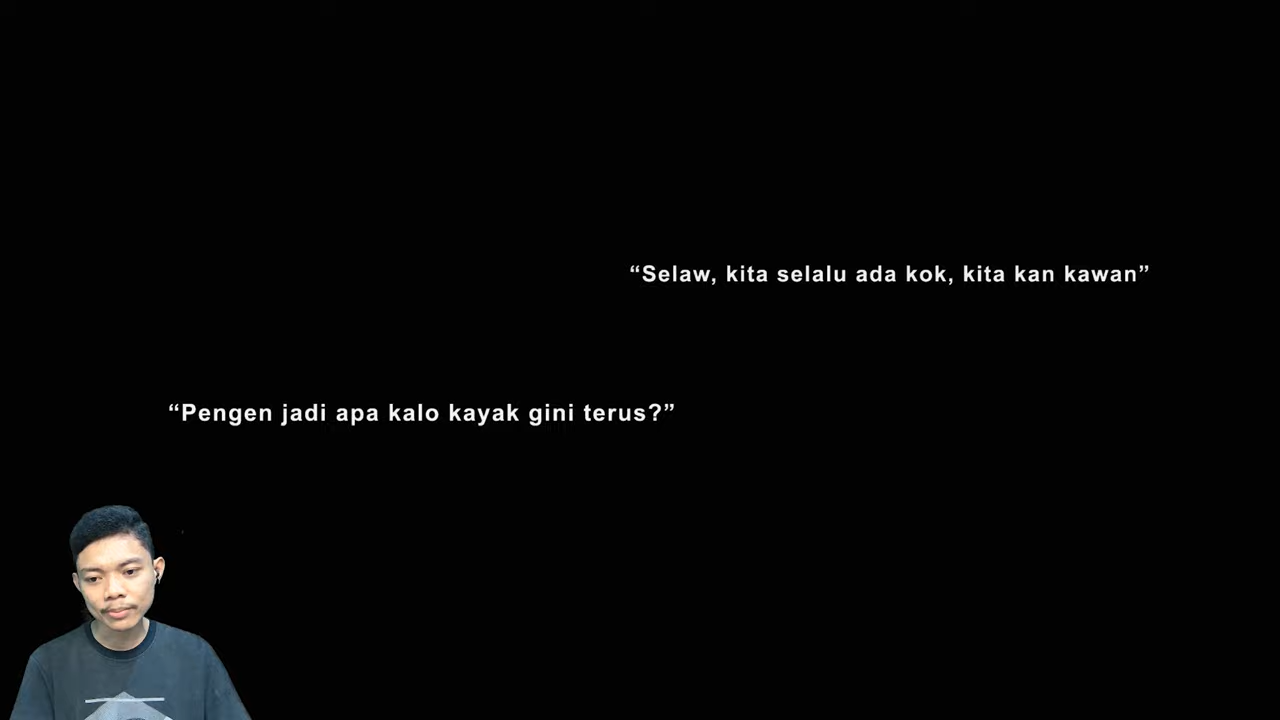 “Selaw, kita selalu ada kok, kita kan kawan”
“Pengen jadi apa kalo kayak gini terus?”